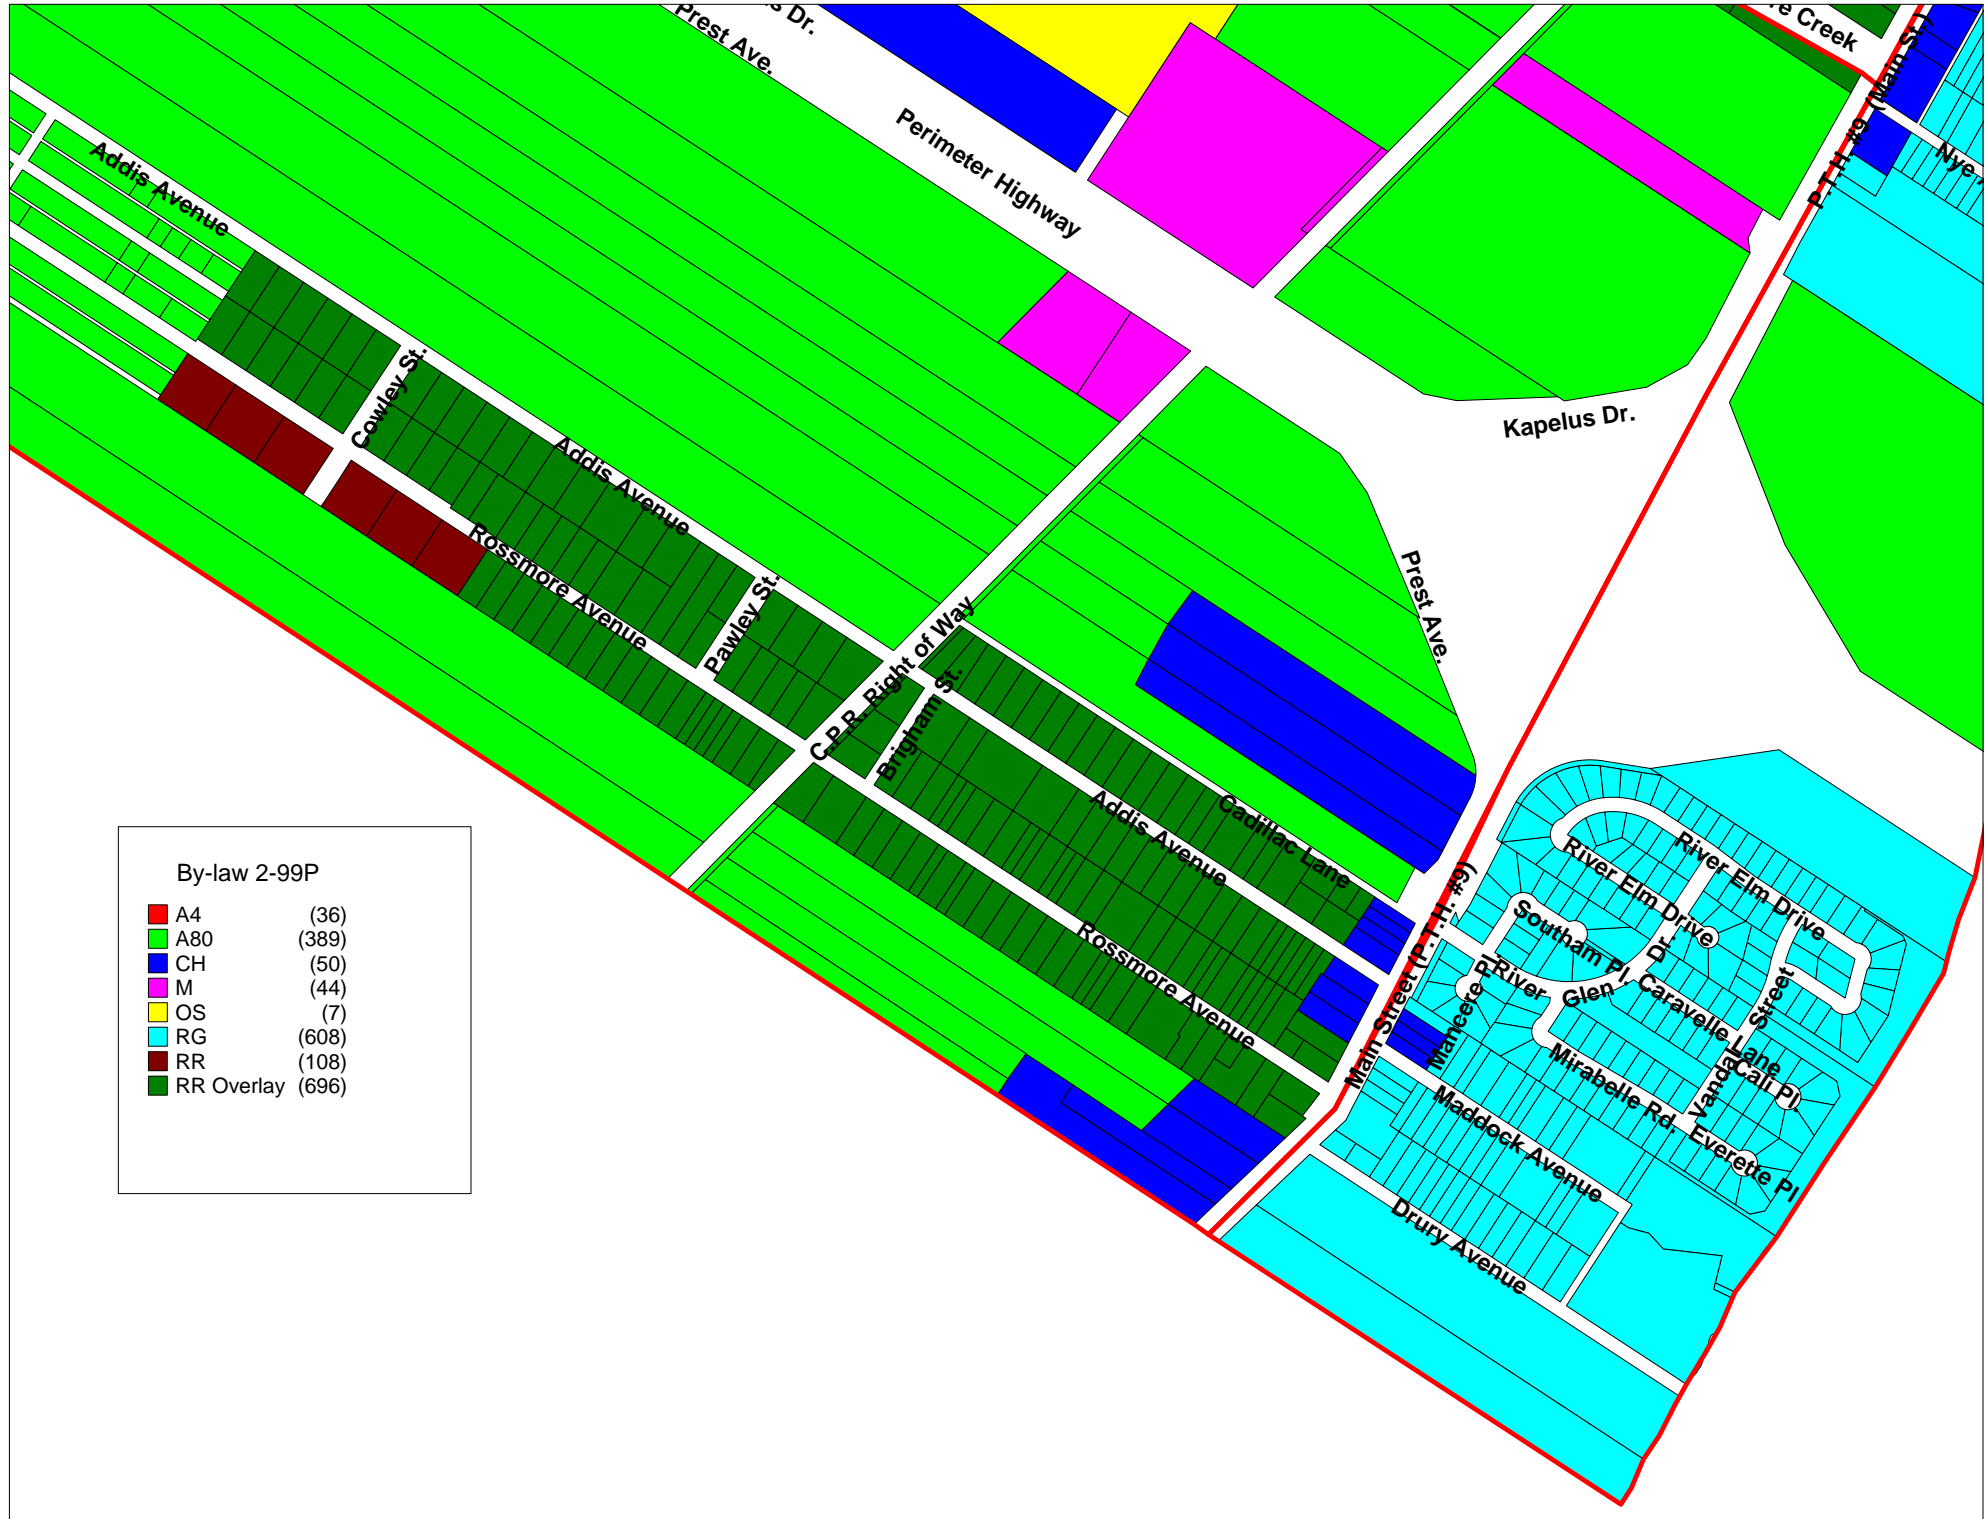 s Dr.
Prest Ave.
re Creek
P.T.H. #9 (Main St.)
Nye
Perimeter Highway
Addis Avenue
Kapelus Dr.
Cowley St.
Addis Avenue
Rossmore Avenue
Pawley St.
Prest Ave.
C.P.R. Right of Way
Brigham St.
Addis Avenue
Cadillac Lane
Rossmore Avenue
Main Street (P.T.H. #9)
River Elm Drive
River Elm Drive
Southam Pl.
River
Glen
Dr.
Mancere Pl.
Caravelle Lane
Vandal Street
Cali Pl.
Mirabelle Rd.
Everette Pl
Maddock Avenue
Drury Avenue
By-law 2-99P
A4 (36)
A80 (389)
CH (50)
M (44)
OS (7)
RG (608)
RR (108)
RR Overlay (696)